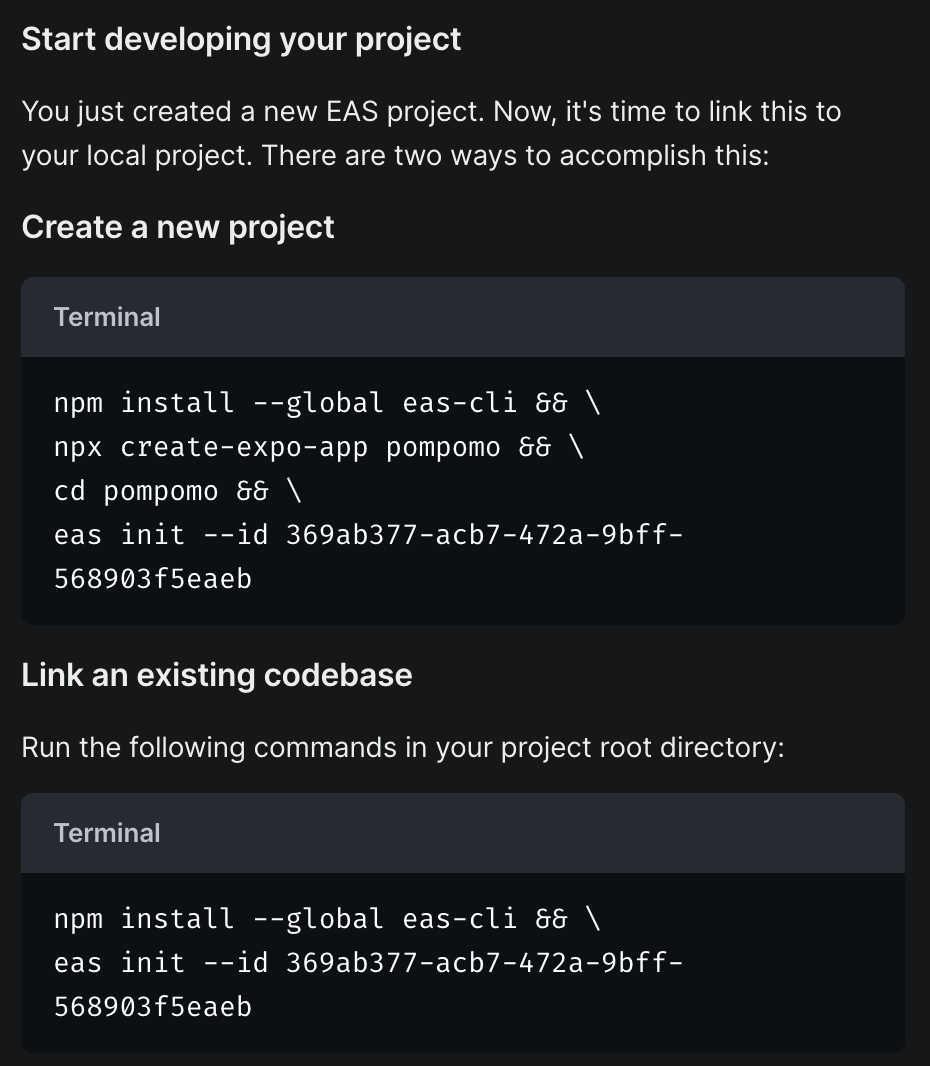 Start developing your project
You just created a new EAS project. Now, it's time to link this to
your local project. There are two ways to accomplish this:
Create a new project
Terminal
npm install --global eas-cli && \
npx create-expo-app pompomo && \
cd pompomo && \
eas init --id 369ab377-acb7-472a-9bff-
568903f5eaeb
Link an existing codebase
Run the following commands in your project root directory:
Terminal
npm install --global eas-cli && \
eas init --id 369ab377-acb7-472a-9bff-
568903f5eaeb